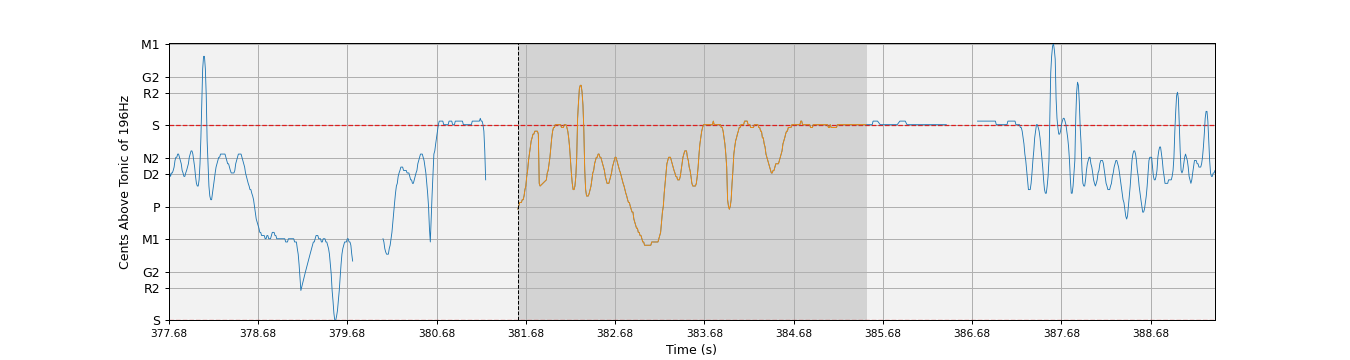 M1
G2
R2
S
N2
D2
P
M1
G2
R2
S
Cents Above Tonic of 196Hz
377.68 378.68 379.68 380.68 381.68 382.68 383.68 384.68 385.68 386.68 387.68 388.68
Time (s)